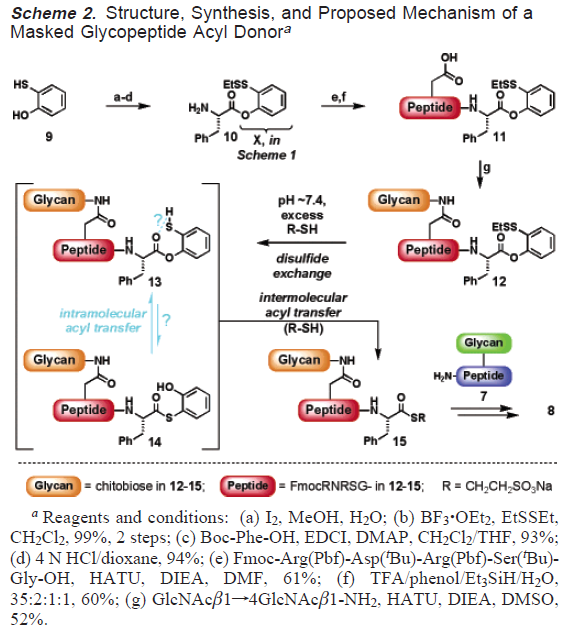 Scheme 2. Structure, Synthesis, and Proposed Mechanism of a
Masked Glycopeptide Acyl Donorᵃ
HS
HO
9
a-d
EtSS
O
H₂N
O
Ph
10
X, in
Scheme 1
e,f
OH
O
Peptide
H
N
O
EtSS
O
Ph
11
g
Glycan
NH
O
Peptide
H
N
O
EtSS
O
Ph
12
pH ~7.4,
excess
R-SH
disulfide
exchange
Glycan
NH
O
Peptide
H
N
?
H
S
O
O
Ph
13
intramolecular
acyl transfer
?
Glycan
NH
O
Peptide
H
N
O
HO
S
Ph
14
intermolecular
acyl transfer
(R-SH)
Glycan
NH
O
Peptide
H
N
O
SR
Ph
15
Glycan
H₂N-Peptide
7
8
Glycan = chitobiose in 12-15; Peptide = FmocRNRSG- in 12-15; R = CH₂CH₂SO₃Na
ᵃ Reagents and conditions: (a) I₂, MeOH, H₂O; (b) BF₃•OEt₂, EtSSEt,
CH₂Cl₂, 99%, 2 steps; (c) Boc-Phe-OH, EDCI, DMAP, CH₂Cl₂/THF, 93%;
(d) 4 N HCl/dioxane, 94%; (e) Fmoc-Arg(Pbf)-Asp(ᵗBu)-Arg(Pbf)-Ser(ᵗBu)-
Gly-OH, HATU, DIEA, DMF, 61%; (f) TFA/phenol/Et₃SiH/H₂O,
35:2:1:1, 60%; (g) GlcNAcβ1→4GlcNAcβ1-NH₂, HATU, DIEA, DMSO,
52%.